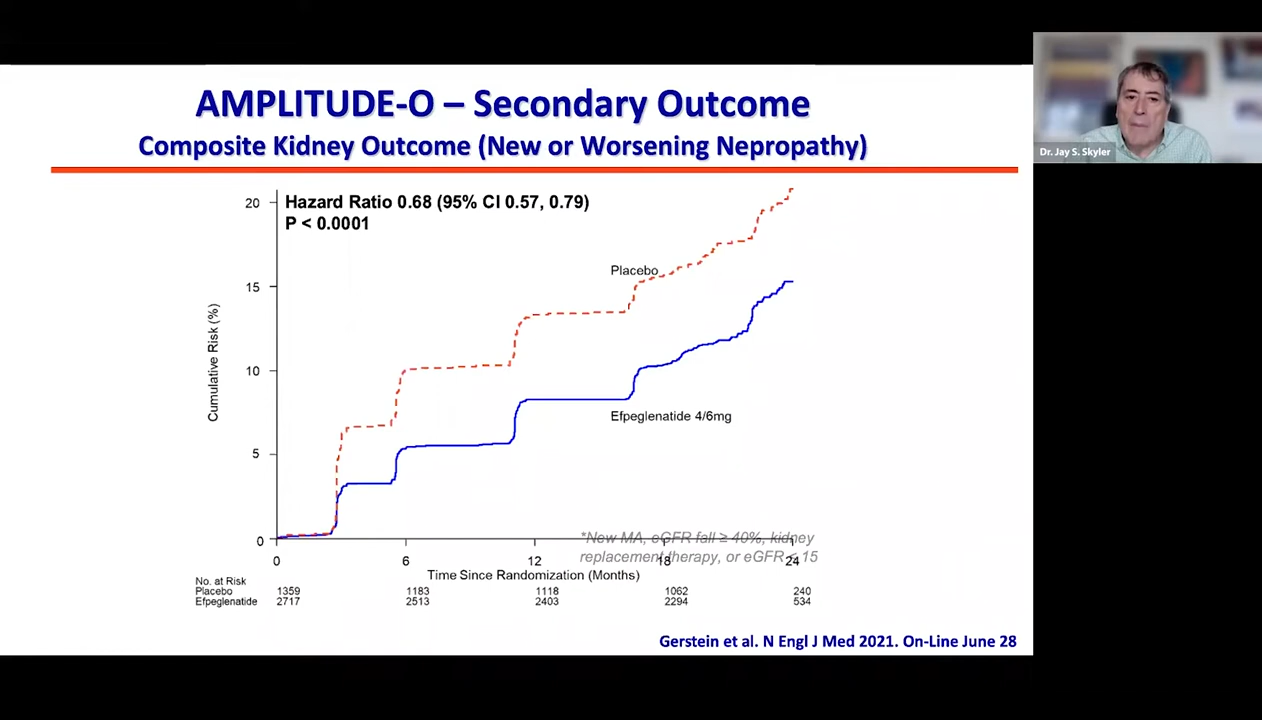 AMPLITUDE-O – Secondary Outcome
Composite Kidney Outcome (New or Worsening Nepropathy)
Dr. Jay S. Skyler
Hazard Ratio 0.68 (95% CI 0.57, 0.79)
P < 0.0001
Cumulative Risk (%)
20
15
10
5
0
Placebo
Efpeglenatide 4/6mg
*New MA, eGFR fall ≥ 40%, kidney
replacement therapy, or eGFR < 15
0 6 12 18 24
Time Since Randomization (Months)
No. at Risk
Placebo 1359 1183 1118 1062 240
Efpeglenatide 2717 2513 2403 2294 534
Gerstein et al. N Engl J Med 2021. On-Line June 28